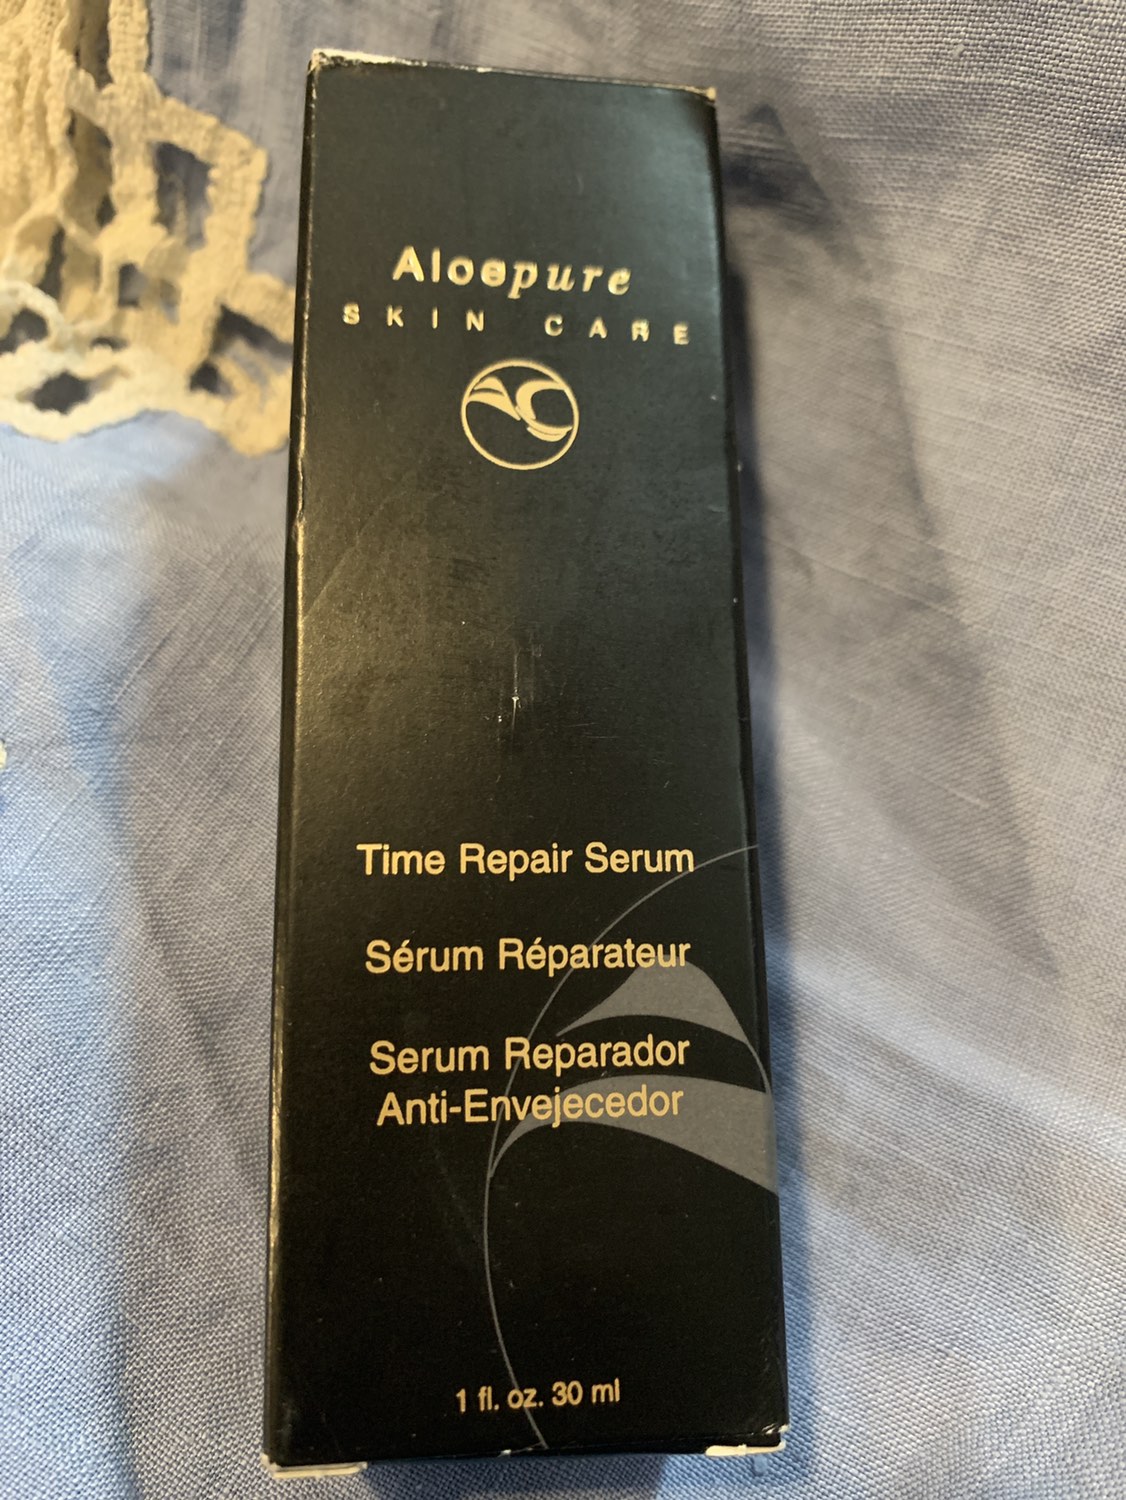 Aloepure
SKIN CARE
Time Repair Serum
Sérum Réparateur
Serum Reparador
Anti-Envejecedor
1 fl. oz. 30 ml